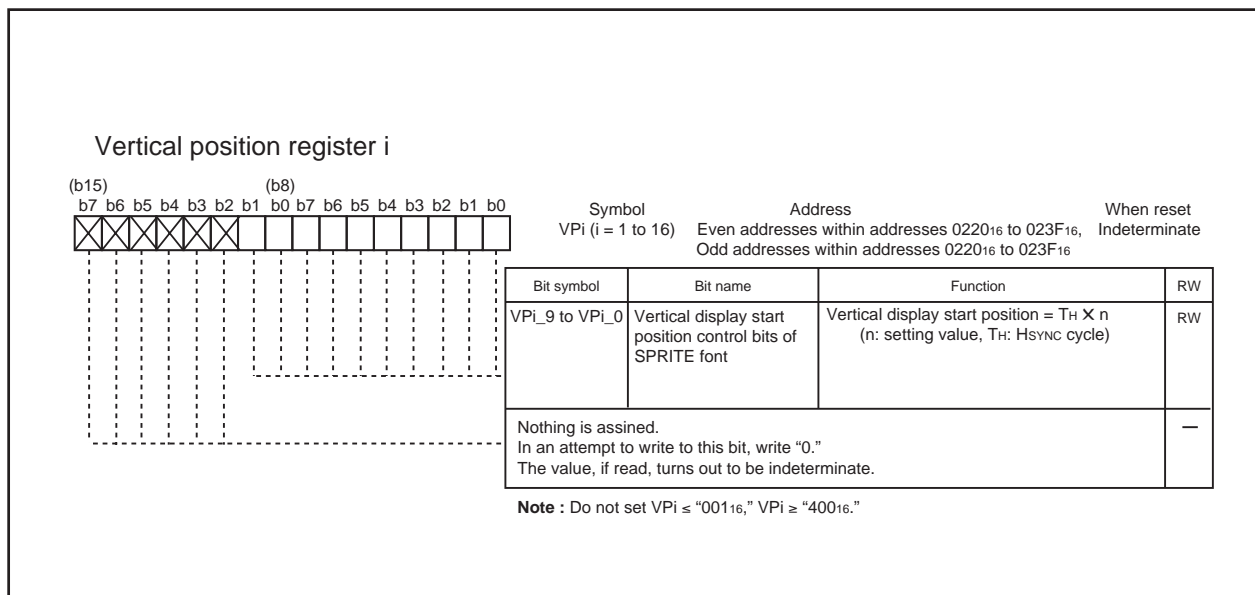 Vertical position register i
(b15) (b8)
b7 b6 b5 b4 b3 b2 b1 b0 b7 b6 b5 b4 b3 b2 b1 b0
Symbol Address When reset
VPi (i = 1 to 16) Even addresses within addresses 022016 to 023F16, Indeterminate
Odd addresses within addresses 022016 to 023F16
Bit symbol Bit name Function RW
VPi_9 to VPi_0 Vertical display start Vertical display start position = TH X n RW
position control bits of (n: setting value, TH: HSYNC cycle)
SPRITE font
Nothing is assined. —
In an attempt to write to this bit, write “0.”
The value, if read, turns out to be indeterminate.
Note : Do not set VPi ≤ “00116,” VPi ≥ “40016.”